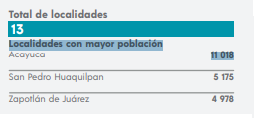 Total de localidades
13
Localidades con mayor población
Acayuca 11 018
San Pedro Huaquilpan 5 175
Zapotlán de Juárez 4 978